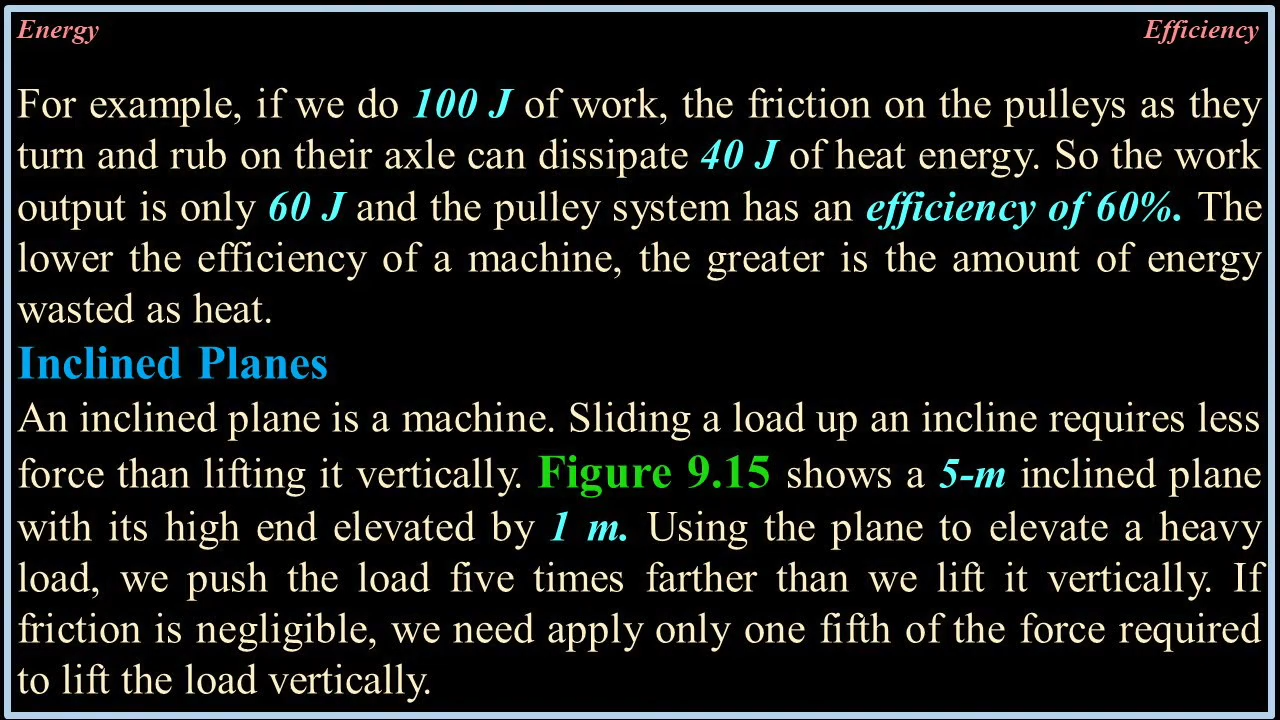 Energy
Efficiency
For example, if we do 100 J of work, the friction on the pulleys as they
turn and rub on their axle can dissipate 40 J of heat energy. So the work
output is only 60 J and the pulley system has an efficiency of 60%. The
lower the efficiency of a machine, the greater is the amount of energy
wasted as heat.
Inclined Planes
An inclined plane is a machine. Sliding a load up an incline requires less
force than lifting it vertically. Figure 9.15 shows a 5-m inclined plane
with its high end elevated by 1 m. Using the plane to elevate a heavy
load, we push the load five times farther than we lift it vertically. If
friction is negligible, we need apply only one fifth of the force required
to lift the load vertically.